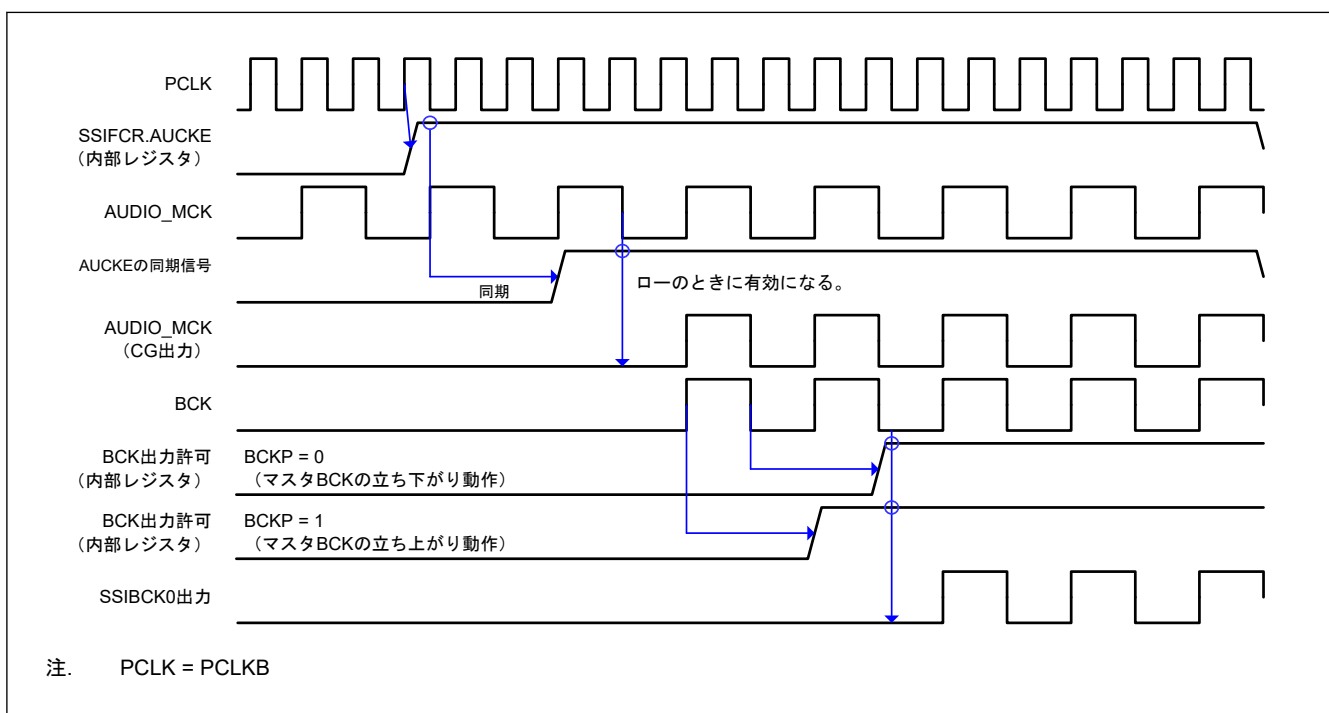 PCLK
SSIFCR.AUCKE
（内部レジスタ）
AUDIO_MCK
AUCKEの同期信号
同期
ローのときに有効になる。
AUDIO_MCK
（CG出力）
BCK
BCK出力許可
（内部レジスタ）
BCKP = 0
（マスタBCKの立ち下がり動作）
BCK出力許可
（内部レジスタ）
BCKP = 1
（マスタBCKの立ち上がり動作）
SSIBCK0出力
注. PCLK = PCLKB